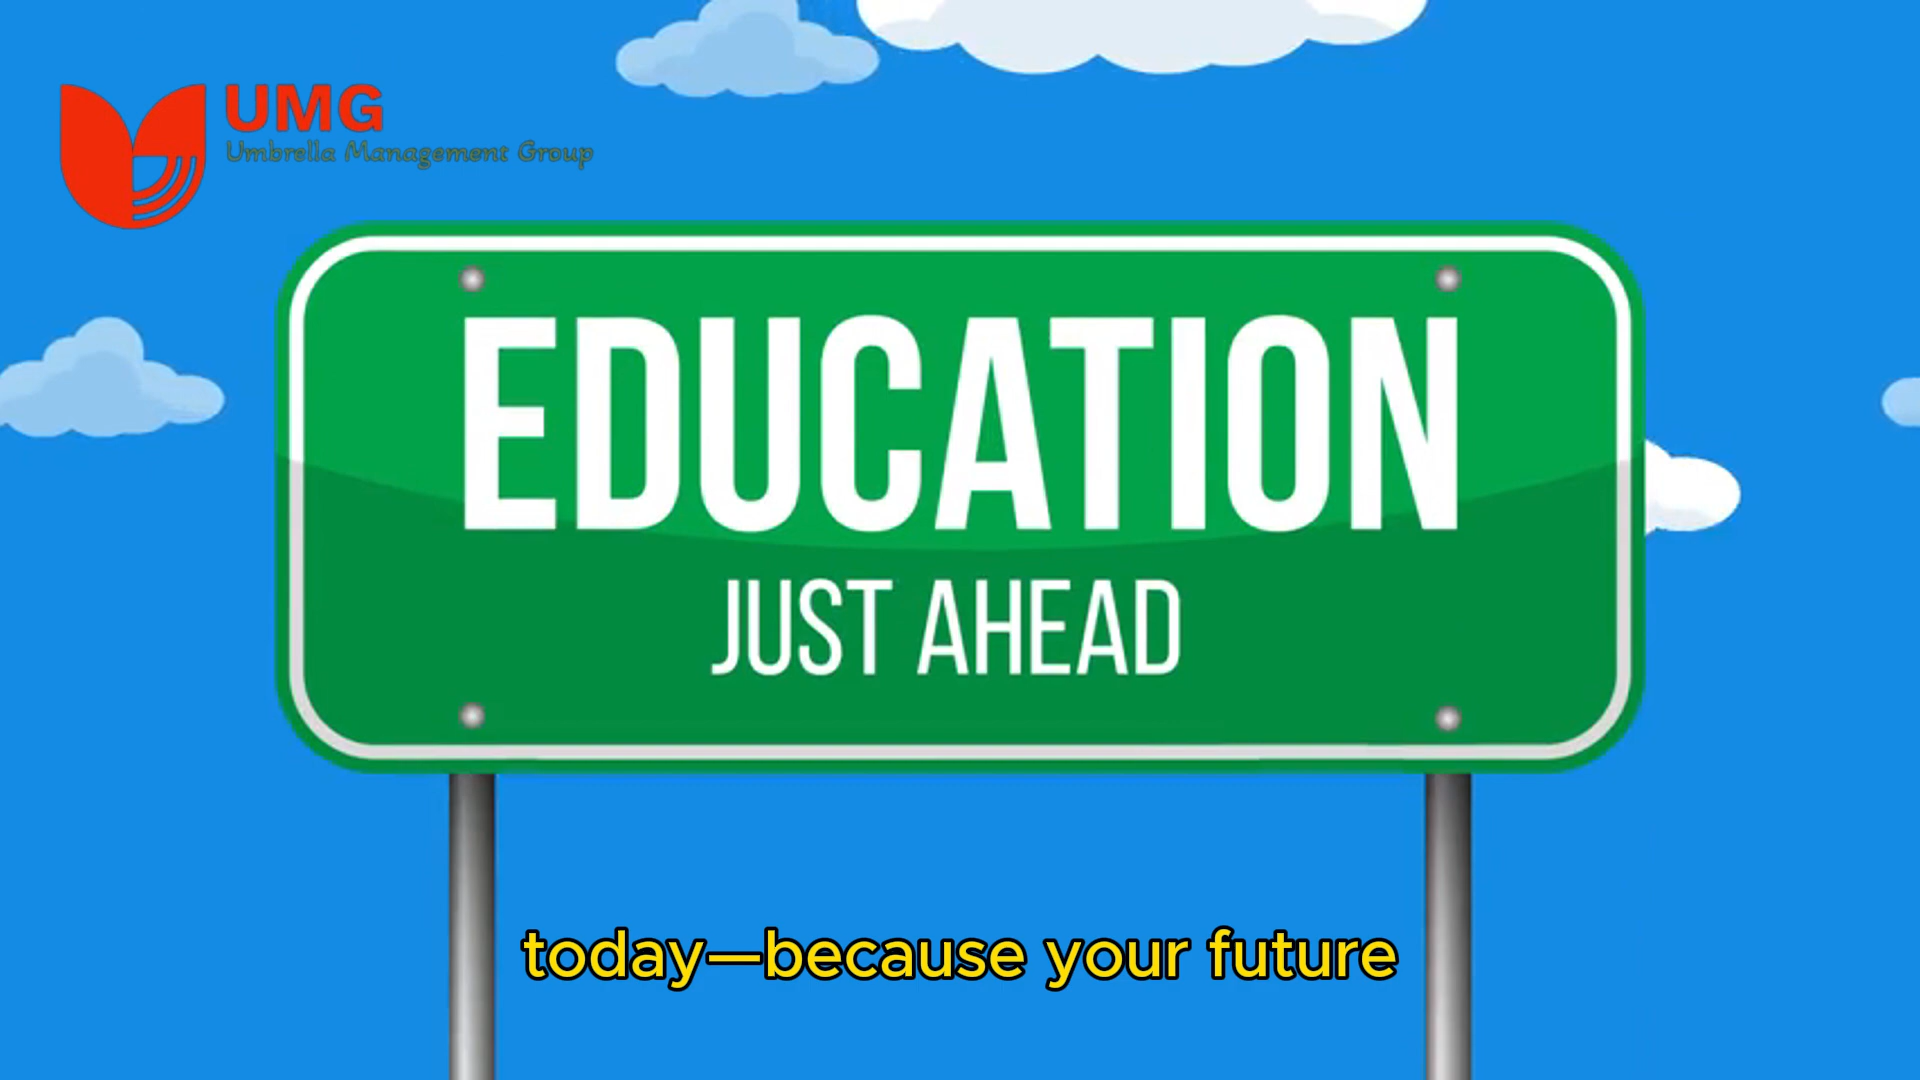 UMG
Umbrella Management Group
EDUCATION
JUST AHEAD
today—because your future